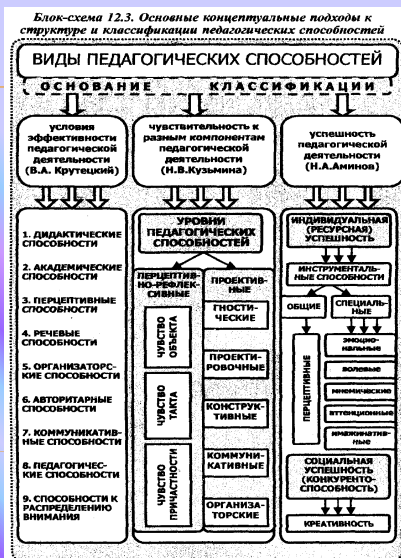 Блок-схема 12.3. Основные концептуальные подходы к
структуре и классификации педагогических способностей
ВИДЫ ПЕДАГОГИЧЕСКИХ СПОСОБНОСТЕЙ
ОСНОВАНИЕ КЛАССИФИКАЦИИ
условия
эффективности
педагогической
деятельности
(В.А. Крутецкий)
1. ДИДАКТИЧЕСКИЕ
СПОСОБНОСТИ
2. АКАДЕМИЧЕСКИЕ
СПОСОБНОСТИ
3. ПЕРЦЕПТИВНЫЕ
СПОСОБНОСТИ
4. РЕЧЕВЫЕ
СПОСОБНОСТИ
5. ОРГАНИЗАТОРС-
КИЕ СПОСОБНОСТИ
6. АВТОРИТАРНЫЕ
СПОСОБНОСТИ
7. КОММУНИКАТИВ-
НЫЕ СПОСОБНОСТИ
8. ПЕДАГОГИЧЕС-
КИЕ СПОСОБНОСТИ
9. СПОСОБНОСТИ К
РАСПРЕДЕЛЕНИЮ
ВНИМАНИЯ
чувствительность к
разным компонентам
педагогической
деятельности
(Н.В.Кузьмина)
УРОВНИ
ПЕДАГОГИЧЕСКИХ
СПОСОБНОСТЕЙ
ПЕРЦЕПТИВ-
НО-РЕФЛЕК-
СИВНЫЕ
ЧУВСТВО
ОБЪЕКТА
ЧУВСТВО
ТАКТА
ЧУВСТВО
ПРИЧАСТНОСТИ
ПРОЕКТИВ-
НЫЕ
ГНОСТИ-
ЧЕСКИЕ
ПРОЕКТИ-
РОВОЧНЫЕ
КОНСТРУК-
ТИВНЫЕ
КОММУНИ-
КАТИВНЫЕ
ОРГАНИЗА-
ТОРСКИЕ
успешность
педагогической
деятельности
(Н.А.Аминов)
ИНДИВИДУАЛЬНАЯ
(РЕСУРСНАЯ)
УСПЕШНОСТЬ
ИНСТРУМЕНТАЛЬ-
НЫЕ СПОСОБНОСТИ
ОБЩИЕ
ПЕРЦЕПТИВНЫЕ
СПЕЦИАЛЬ-
НЫЕ
эмоцио-
нальные
волевые
мнемические
аттенционные
имажинатив-
ные
СОЦИАЛЬНАЯ
УСПЕШНОСТЬ
(КОНКУРЕНТО-
СПОСОБНОСТЬ)
КРЕАТИВНОСТЬ